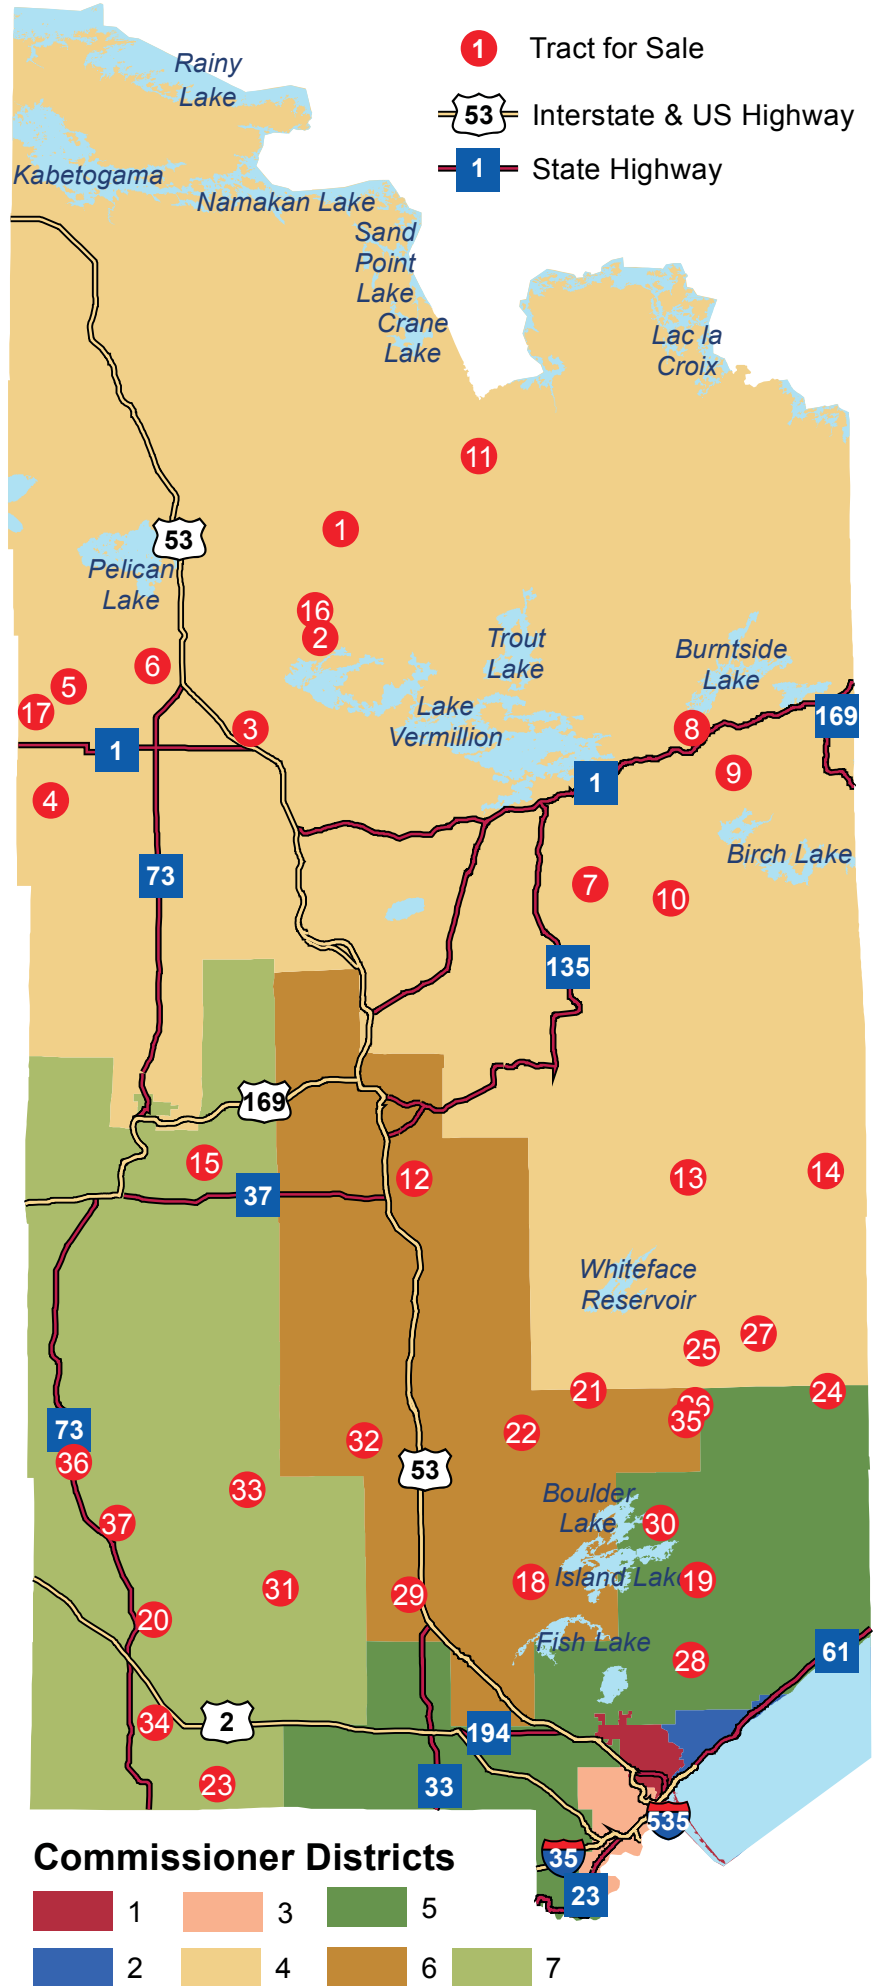 1 Tract for Sale
53 Interstate & US Highway
1 State Highway
Rainy
Lake
Kabetogama
Namakan Lake
Sand
Point
Lake
Crane
Lake
Lac la
Croix
11
1
53
Pelican
Lake
16
2
Trout
Lake
Burntside
Lake
6
5
17
Lake
Vermillion
3
8
169
1
9
1
4
Birch Lake
73
7
10
135
169
15
37
12
13
14
Whiteface
Reservoir
27
25
21
24
26
35
22
73
32
36
53
33
Boulder
Lake
37
30
31
29
18
Island Lake
19
20
Fish Lake
28
61
34
2
194
23
33
535
35
23
Commissioner Districts
1
3
5
2
4
6
7